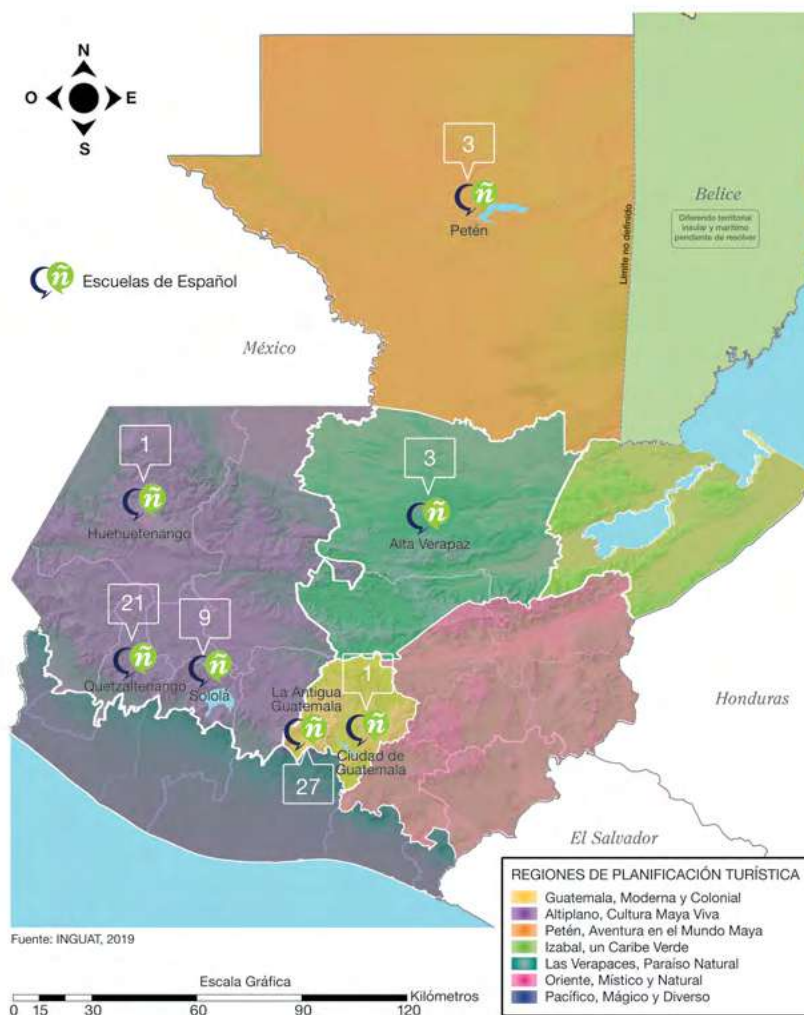 N
O E
S
3
Petén
Belice
Diferendo territorial
insular y marítimo
pendiente de resolver
Límite no definido
Escuelas de Español
México
1
Huehuetenango
3
Alta Verapaz
21
Quetzaltenango
9
Sololá
La Antigua
Guatemala
27
1
Ciudad de
Guatemala
Honduras
El Salvador
REGIONES DE PLANIFICACIÓN TURÍSTICA
Guatemala, Moderna y Colonial
Altiplano, Cultura Maya Viva
Petén, Aventura en el Mundo Maya
Izabal, un Caribe Verde
Las Verapaces, Paraíso Natural
Oriente, Místico y Natural
Pacífico, Mágico y Diverso
Fuente: INGUAT, 2019
Escala Gráfica
Kilómetros
0 15 30 60 90 120